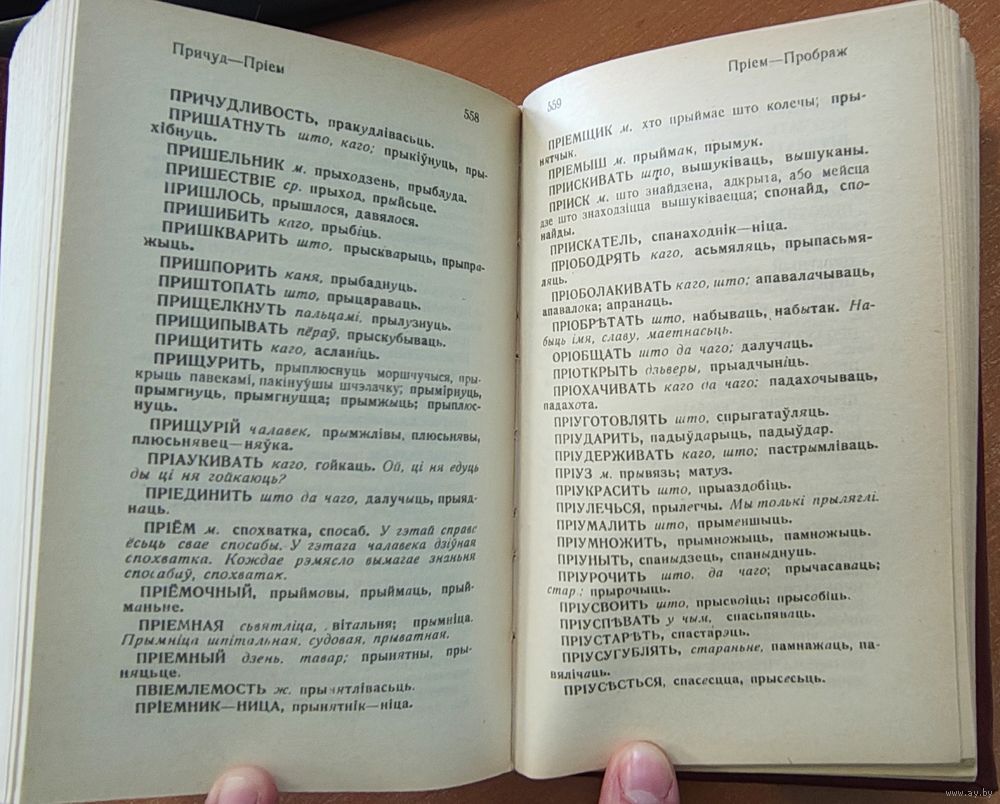 Прячуд—Пріем
558
ПРИЧУДЛИВОСТЬ, пракудлівасьць.
ПРИШАТНУТЬ што, каго; прыкіўнуць, пры-
хібнуць.
ПРИШЕЛЬНИК м. прыходзень, прыблуда.
ПРИШЕСТВІЕ ср. прыход, прыйсьце.
ПРИШЛОСЬ, прышлося, давялося.
ПРИШИБИТЬ каго, прыбіць.
ПРИШКВАРИТЬ што, прыскварыць, прыпра-
жыць.
ПРИШПОРИТЬ каня, прыбаднуць.
ПРИШТОПАТЬ што, прыцараваць.
ПРИЩЕЛКНУТЬ пальцамі, прылузнуць.
ПРИЩИПЫВАТЬ пёраў, прыскубываць.
ПРИЩИТИТЬ каго, асланіць.
ПРИЩУРИТЬ, прыплюснуць моршчучыся, пры-
крыць павекамі, пакінуўшы шчэлачку; прымірнуць,
прымгнуць, прымгнуцца; прымжыць; прыплюс-
нуць.
ПРИЩУРІЙ чалавек, прымжлівы, плюсьнявы,
плюсьнявец—няўка.
ПРІАУКИВАТЬ каго, гойкаць. Ой, ці ня едуць
ды ці ня гойкаюць?
ПРІЕДИНИТЬ што да чаго, далучыць, прыяд-
наць.
ПРІЁМ м. спохватка, спосаб. У гэтай справе
ёсьць свае спосабы. У гэтага чалавека дзіўная
спохватка. Кождае рэмясло вымагае знаньня
спосабаў, спохватак.
ПРІЁМОЧНЫЙ, прыймовы, прыймаць, прый-
маньне.
ПРІЕМНАЯ сьвятліца, вітальня; прымніца.
Прымніца шпітальная, судовая, прыватная.
ПРІЕМНЫЙ дзень, тавар; прынятны, пры-
няцьце.
ПВІЕМЛЕМОСТЬ ж. прынятлівасьць.
ПРІЕМНИК—НИЦА, прынятнік—ніца.
Пріем—Прображ
559
ПРІЕМЩИК м. хто прыймае што колечы; пры-
нятчык.
ПРІЕМЫШ м. прыймак, прымук.
ПРІИСКИВАТЬ што, вышуківаць, вышуканы.
ПРІИСК м. што знайдзена, адкрыта, або мейсца
дзе што знаходзіцца вышуківаецца; спонайд, спо-
найды.
ПРІИСКАТЕЛЬ, спанаходнік—ніца.
ПРІОБОДРЯТЬ каго, асьмяляць, прыпасьмя-
ляць.
ПРІОБОЛАКИВАТЬ каго, што; апавалачываць,
апавалока; апранаць.
ПРІОБРѢТАТЬ што, набываць, набытак. На-
быць імя, славу, маетнасьць.
ОРІОБЩАТЬ што да чаго; далучаць.
ПРІОТКРЫТЬ дзьверы, прыадчыніць.
ПРІОХАЧИВАТЬ каго да чаго; падахочываць,
падахота.
ПРІУГОТОВЛЯТЬ што, спрыгатаўляць.
ПРІУДАРИТЬ, падыўдарыць, падыўдар.
ПРІУДЕРЖИВАТЬ каго, што; пастрымліваць.
ПРІУЗ м. прывязь; матуз.
ПРІУКРАСИТЬ што, прыаздобіць.
ПРІУЛЕЧЬСЯ, прылегчы. Мы толькі прыляглі.
ПРІУМАЛИТЬ што, прыменшыць.
ПРІУМНОЖИТЬ, прымножыць, памножыць.
ПРІУНЫТЬ, спаныдзець, спаныднуць.
ПРІУРОЧИТЬ што, да чаго; прычасаваць;
стар.: прырочыць.
ПРІУСВОИТЬ што, прысвоіць; прысобіць.
ПРІУСПѢВАТЬ у чым, спасьпяваць.
ПРІУСТАРѢТЬ, спастарэць.
ПРІУСУГУБЛЯТЬ, стараньне, памнажаць, па-
вялічаць.
ПРІУСѢСТЬСЯ, спасесцца, прысесьць.
www.ay.by